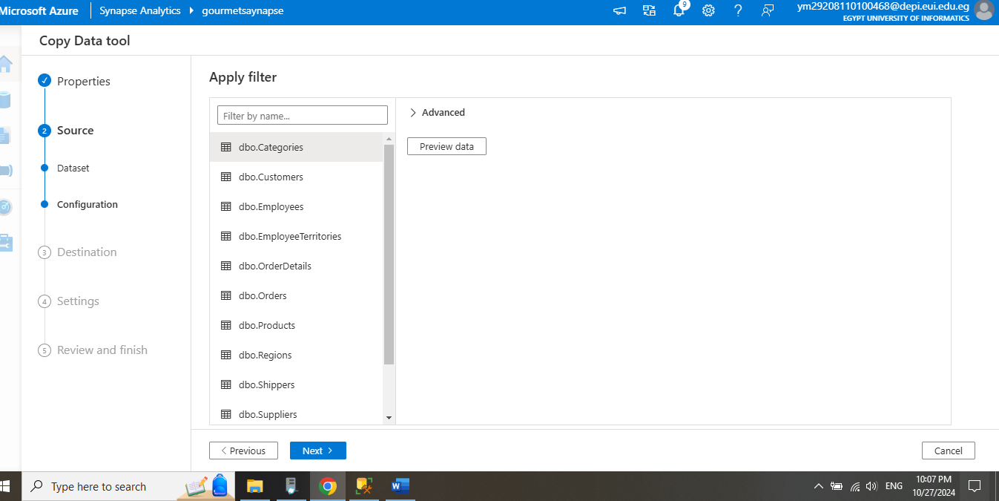 Microsoft Azure
Synapse Analytics
gourmetsaynapse
9
ym29208110100468@depi.eui.edu.eg
EGYPT UNIVERSITY OF INFORMATICS
Copy Data tool
Properties
2 Source
Dataset
Configuration
3 Destination
4 Settings
5 Review and finish
Apply filter
Filter by name...
dbo.Categories
dbo.Customers
dbo.Employees
dbo.EmployeeTerritories
dbo.OrderDetails
dbo.Orders
dbo.Products
dbo.Regions
dbo.Shippers
dbo.Suppliers
Advanced
Preview data
Previous
Next
Cancel
Type here to search
ENG
10:07 PM
10/27/2024